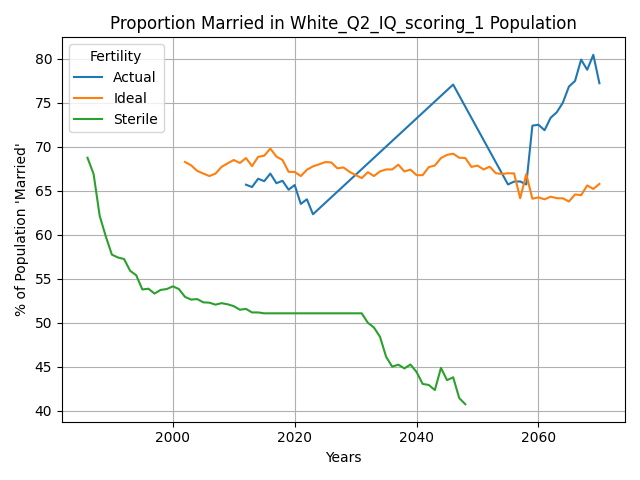 Proportion Married in White_Q2_IQ_scoring_1 Population
Fertility
Actual
Ideal
Sterile
% of Population 'Married'
80
75
70
65
60
55
50
45
40
2000
2020
2040
2060
Years